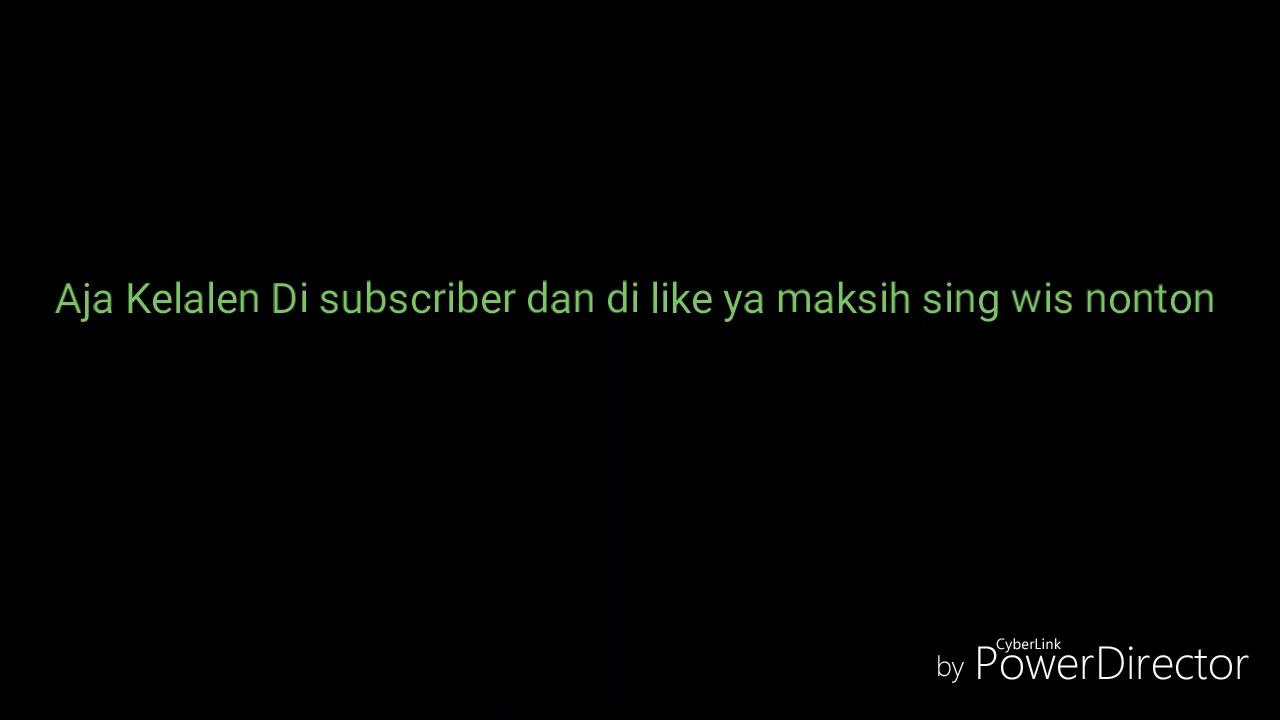 Aja Kelalen Di subscriber dan di like ya maksih sing wis nonton
CyberLink
by PowerDirector